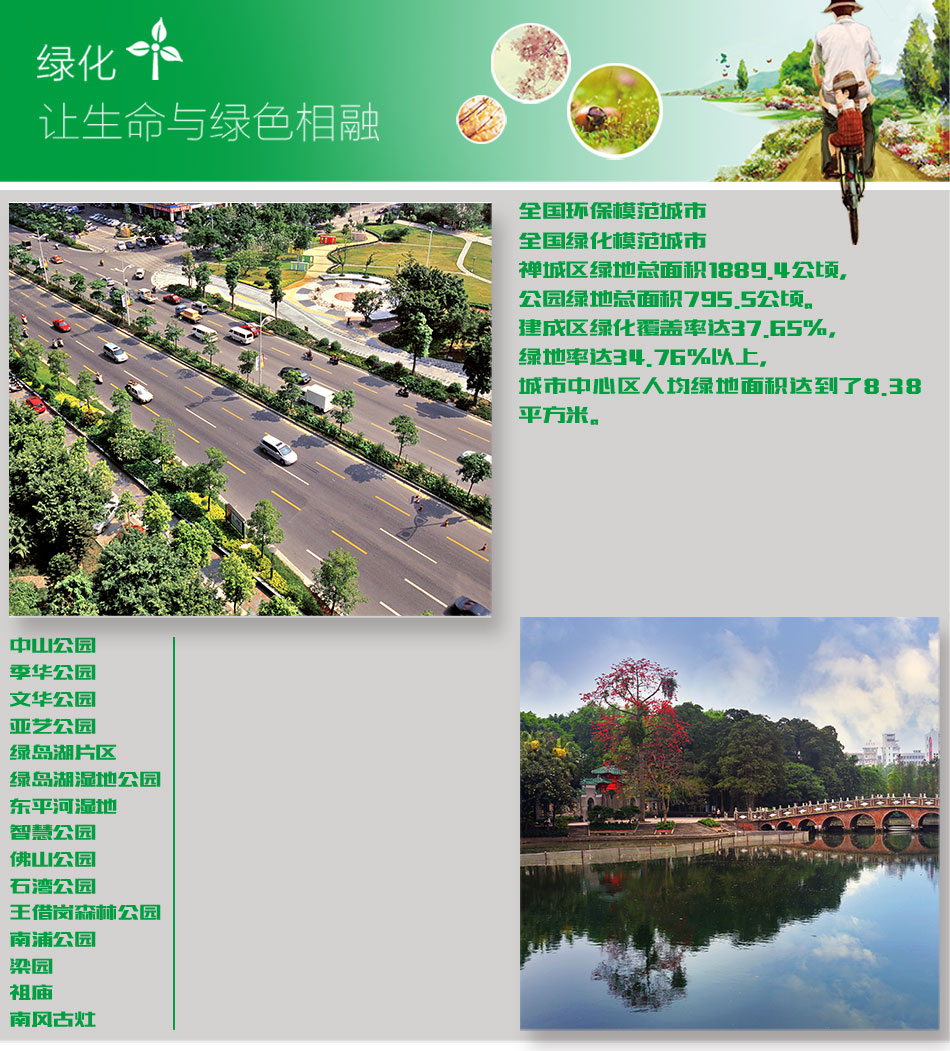 绿化
让生命与绿色相融
全国环保模范城市
全国绿化模范城市
禅城区绿地总面积1889.4公顷,
公园绿地总面积795.5公顷。
建成区绿化覆盖率达37.65%,
绿地率达34.76%以上,
城市中心区人均绿地面积达到了8.38
平方米。
中山公园
季华公园
文华公园
亚艺公园
绿岛湖片区
绿岛湖湿地公园
东平河湿地
智慧公园
佛山公园
石湾公园
王借岗森林公园
南浦公园
梁园
祖庙
南风古灶